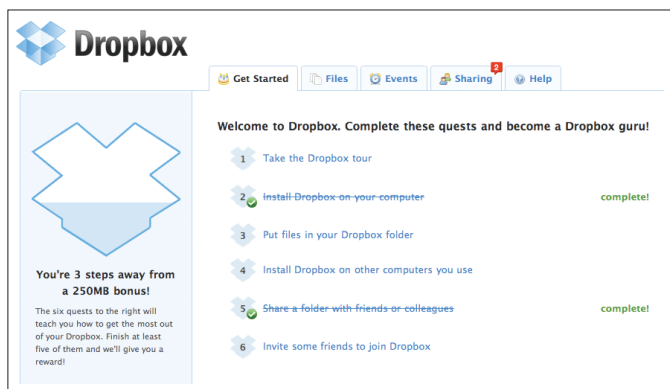 Dropbox
Get Started Files Events Sharing 2 Help
Welcome to Dropbox. Complete these quests and become a Dropbox guru!
1 Take the Dropbox tour
2 Install Dropbox on your computer complete!
3 Put files in your Dropbox folder
4 Install Dropbox on other computers you use
5 Share a folder with friends or colleagues complete!
6 Invite some friends to join Dropbox
You're 3 steps away from
a 250MB bonus!
The six quests to the right will
teach you how to get the most out
of your Dropbox. Finish at least
five of them and we'll give you a
reward!